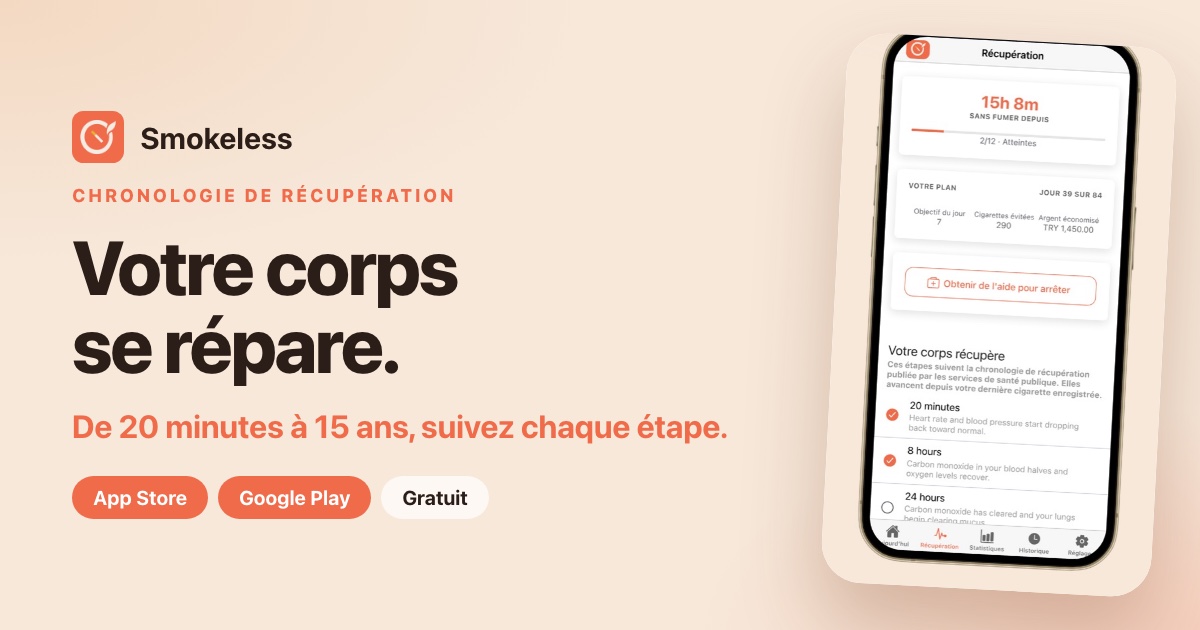 Smokeless
CHRONOLOGIE DE RÉCUPÉRATION
Votre corps
se répare.
De 20 minutes à 15 ans, suivez chaque étape.
App Store
Google Play
Gratuit
Récupération
15h 8m
SANS FUMER DEPUIS
2/12 · Atteintes
VOTRE PLAN
JOUR 39 SUR 84
Objectif du jour
7
Cigarettes évitées
290
Argent économisé
TRY 1,450.00
Obtenir de l'aide pour arrêter
Votre corps récupère
Ces étapes suivent la chronologie de récupération
publiée par les services de santé publique. Elles
avancent depuis votre dernière cigarette enregistrée.
20 minutes
Heart rate and blood pressure start dropping
back toward normal.
8 hours
Carbon monoxide in your blood halves and
oxygen levels recover.
24 hours
Carbon monoxide has cleared and your lungs
begin clearing mucus.
Récupération
Statistiques
Historique